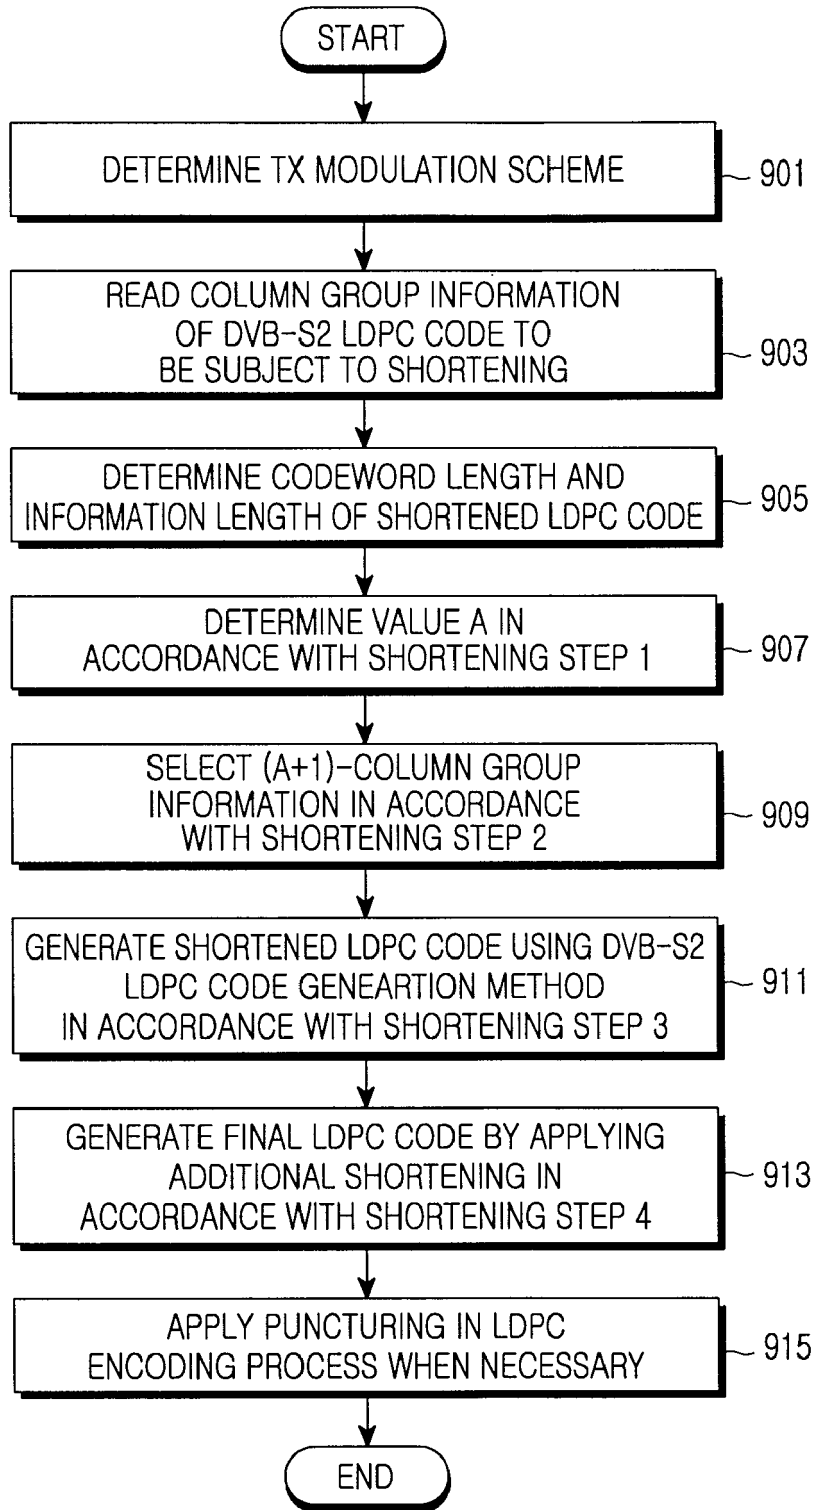 START
DETERMINE TX MODULATION SCHEME
901
READ COLUMN GROUP INFORMATION
OF DVB-S2 LDPC CODE TO
BE SUBJECT TO SHORTENING
903
DETERMINE CODEWORD LENGTH AND
INFORMATION LENGTH OF SHORTENED LDPC CODE
905
DETERMINE VALUE A IN
ACCORDANCE WITH SHORTENING STEP 1
907
SELECT (A+1)-COLUMN GROUP
INFORMATION IN ACCORDANCE
WITH SHORTENING STEP 2
909
GENERATE SHORTENED LDPC CODE USING DVB-S2
LDPC CODE GENEARTION METHOD
IN ACCORDANCE WITH SHORTENING STEP 3
911
GENERATE FINAL LDPC CODE BY APPLYING
ADDITIONAL SHORTENING IN
ACCORDANCE WITH SHORTENING STEP 4
913
APPLY PUNCTURING IN LDPC
ENCODING PROCESS WHEN NECESSARY
915
END